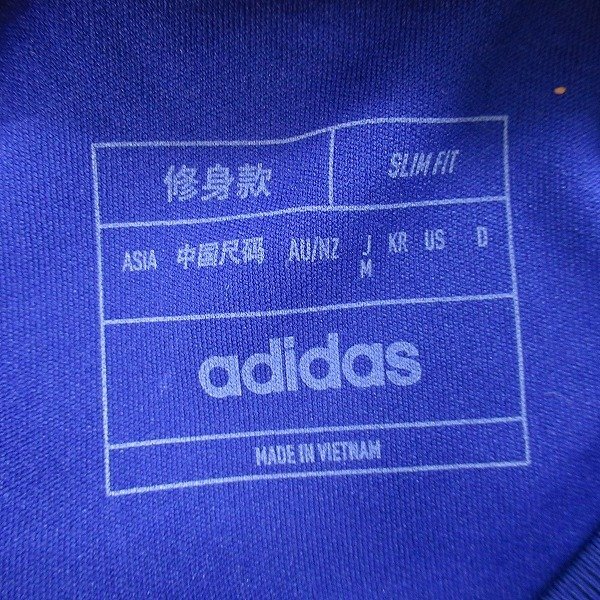 修身款 SLIM FIT
ASIA 中国尺码 AU/NZ J KR US D
M
adidas
MADE IN VIETNAM